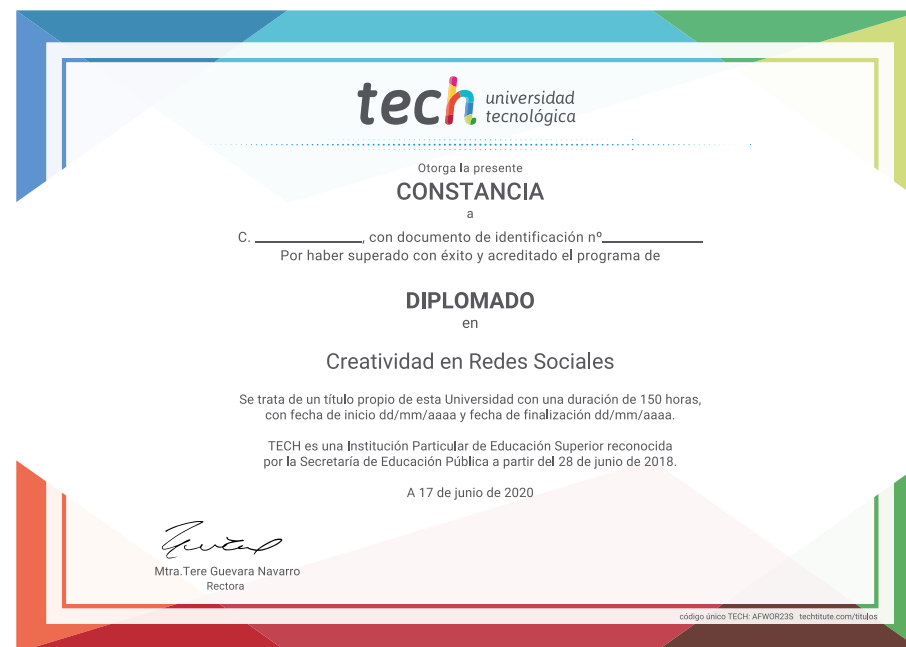 tech universidad
tecnológica
Otorga la presente
CONSTANCIA
a
C. ____________, con documento de identificación nº____________
Por haber superado con éxito y acreditado el programa de
DIPLOMADO
en
Creatividad en Redes Sociales
Se trata de un título propio de esta Universidad con una duración de 150 horas,
con fecha de inicio dd/mm/aaaa y fecha de finalización dd/mm/aaaa.
TECH es una Institución Particular de Educación Superior reconocida
por la Secretaría de Educación Pública a partir del 28 de junio de 2018.
A 17 de junio de 2020
Mtra.Tere Guevara Navarro
Rectora
código único TECH: AFWOR23S techtitute.com/titulos